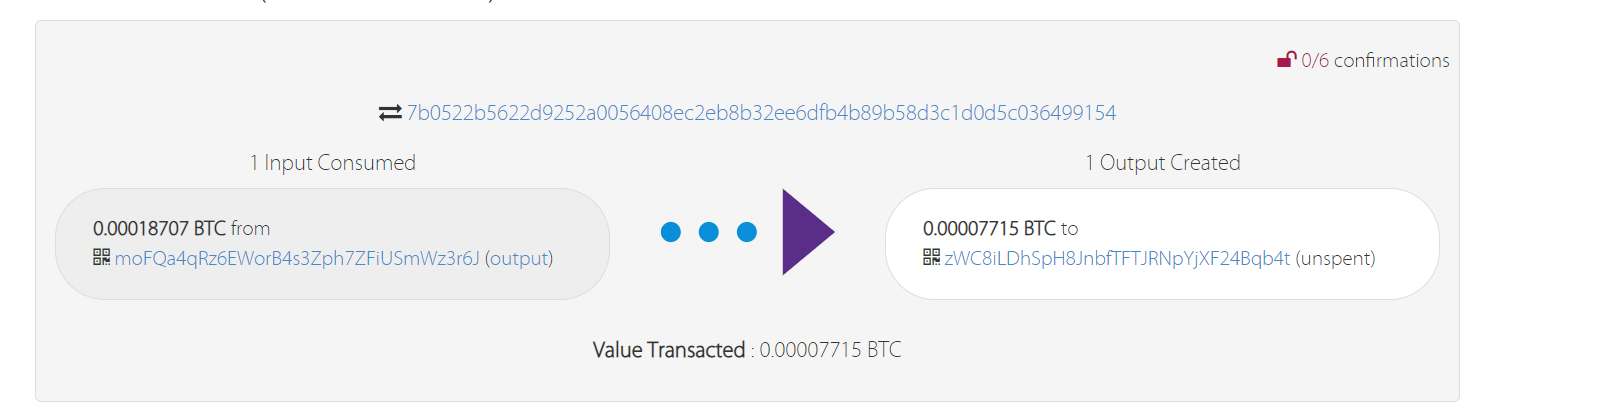 0/6 confirmations
7b0522b5622d9252a0056408ec2eb8b32ee6dfb4b89b58d3c1d0d5c036499154
1 Input Consumed
1 Output Created
0.00018707 BTC from
moFQa4qRz6EWorB4s3Zph7ZFiUSmWz3r6J (output)
0.00007715 BTC to
zWC8iLDhSpH8JnbfTFTJRNpYjXF24Bqb4t (unspent)
Value Transacted : 0.00007715 BTC